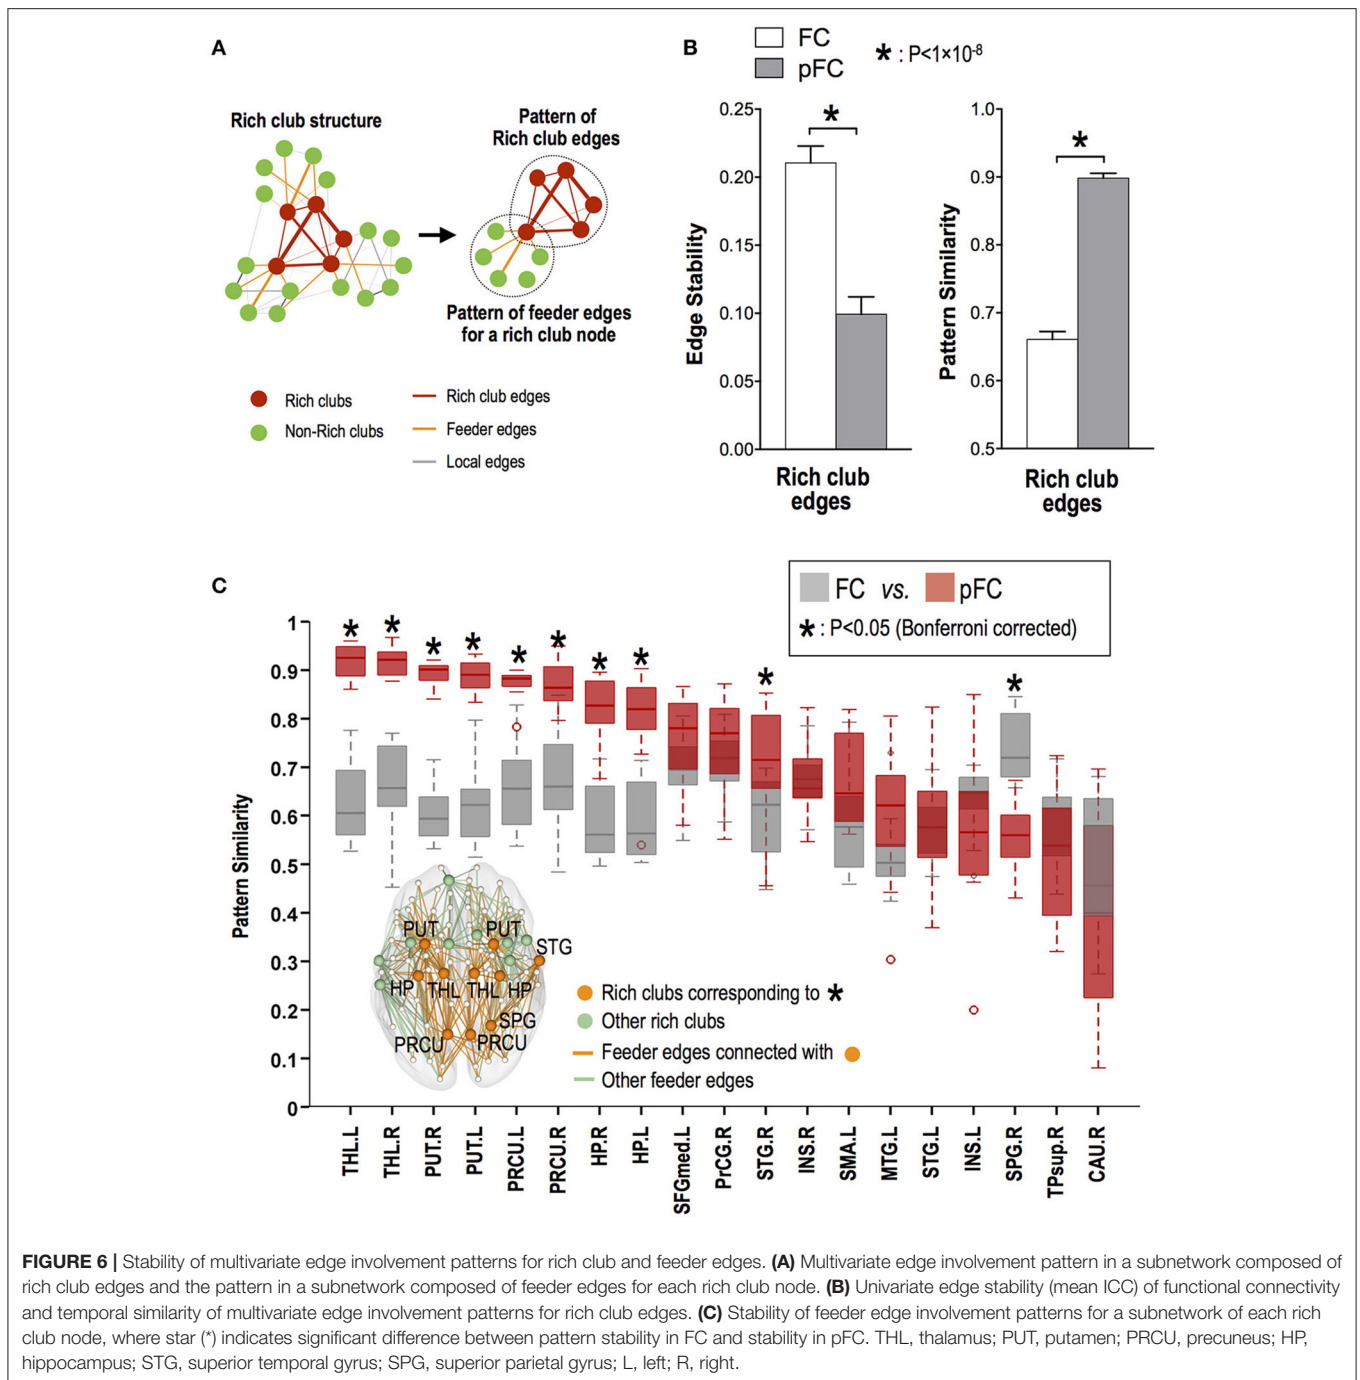 A
Rich club structure
Pattern of
Rich club edges
Pattern of feeder edges
for a rich club node
Rich clubs
Non-Rich clubs
Rich club edges
Feeder edges
Local edges
B
FC
pFC
* : P<1×10-8
Edge Stability
0.25
0.20
0.15
0.10
0.05
0.00
*
Rich club
edges
Pattern Similarity
1.0
0.9
0.8
0.7
0.6
0.5
*
Rich club
edges
C
FC vs. pFC
* : P<0.05 (Bonferroni corrected)
Pattern Similarity
1
0.9
0.8
0.7
0.6
0.5
0.4
0.3
0.2
0.1
0
* * * * * * * * * *
PUT PUT
STG
HP THL THL HP
SPG
PRCU PRCU
Rich clubs corresponding to *
Other rich clubs
Feeder edges connected with
Other feeder edges
THL.L THL.R PUT.R PUT.L PRCU.L PRCU.R HP.R HP.L SFGmed.L PrCG.R STG.R INS.R SMA.L MTG.L STG.L INS.L SPG.R TPsup.R CAU.R
FIGURE 6 | Stability of multivariate edge involvement patterns for rich club and feeder edges. (A) Multivariate edge involvement pattern in a subnetwork composed of
rich club edges and the pattern in a subnetwork composed of feeder edges for each rich club node. (B) Univariate edge stability (mean ICC) of functional connectivity
and temporal similarity of multivariate edge involvement patterns for rich club edges. (C) Stability of feeder edge involvement patterns for a subnetwork of each rich
club node, where star (*) indicates significant difference between pattern stability in FC and stability in pFC. THL, thalamus; PUT, putamen; PRCU, precuneus; HP,
hippocampus; STG, superior temporal gyrus; SPG, superior parietal gyrus; L, left; R, right.